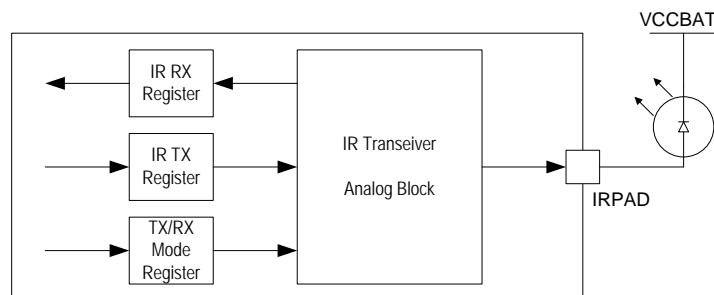 VCCBAT
IR RX
Register
IR TX
Register
TX/RX
Mode
Register
IR Transeiver
Analog Block
IRPAD